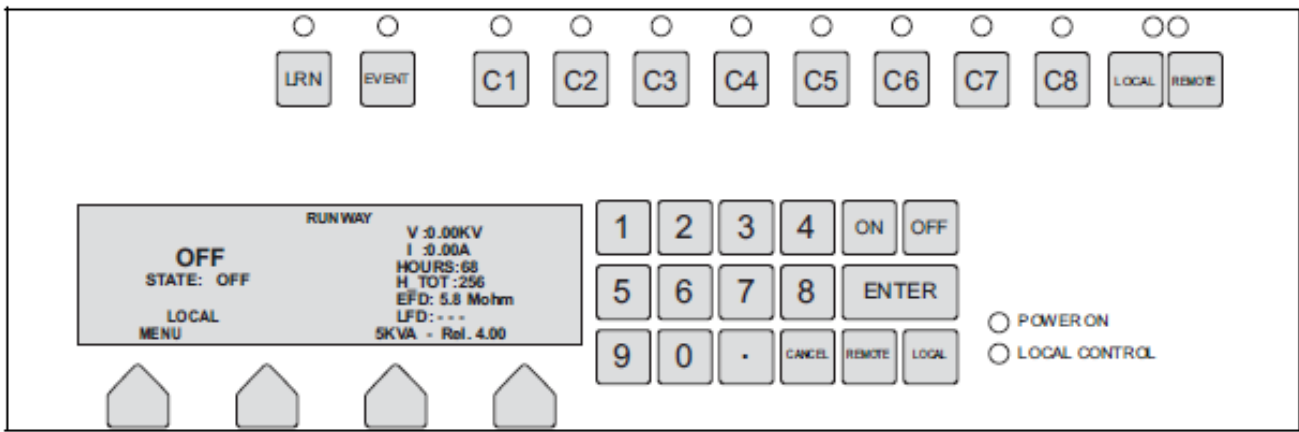 LRN EVENT C1 C2 C3 C4 C5 C6 C7 C8 LOCAL REMOTE
RUNWAY
V :0.00KV
I :0.00A
OFF
HOURS:68
STATE: OFF
H_TOT:256
EFD: 5.8 Mohm
LOCAL
LFD:---
MENU
5KVA - Rel. 4.00
1 2 3 4 ON OFF
5 6 7 8 ENTER
9 0 . CANCEL REMOTE LOCAL
POWER ON
LOCAL CONTROL